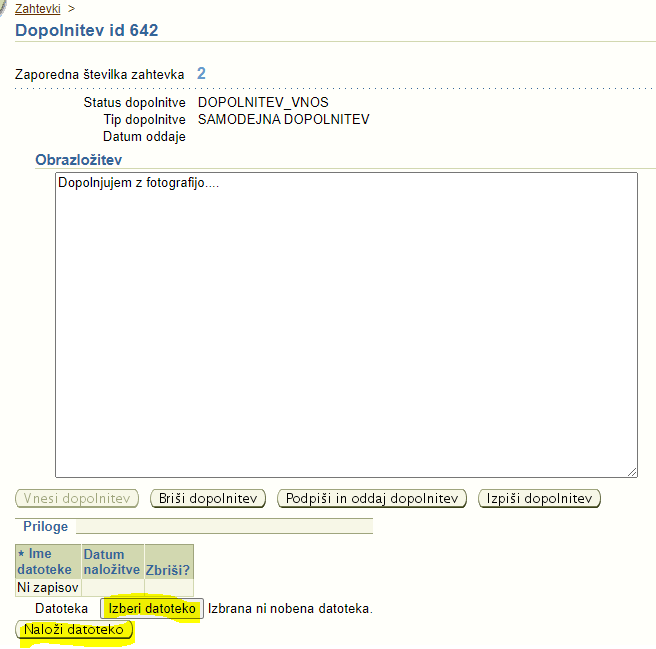 Zahtevki >
Dopolnitev id 642
Zaporedna številka zahtevka 2
Status dopolnitve DOPOLNITEV_VNOS
Tip dopolnitve SAMODEJNA DOPOLNITEV
Datum oddaje
Obrazložitev
Dopolnjujem z fotografijo....
Vnesi dopolnitev Briši dopolnitev Podpiši in oddaj dopolnitev Izpiši dopolnitev
Priloge
* Ime datoteke Datum naložitve Zbriši?
Ni zapisov
Datoteka Izberi datoteko Izbrana ni nobena datoteka.
Naloži datoteko